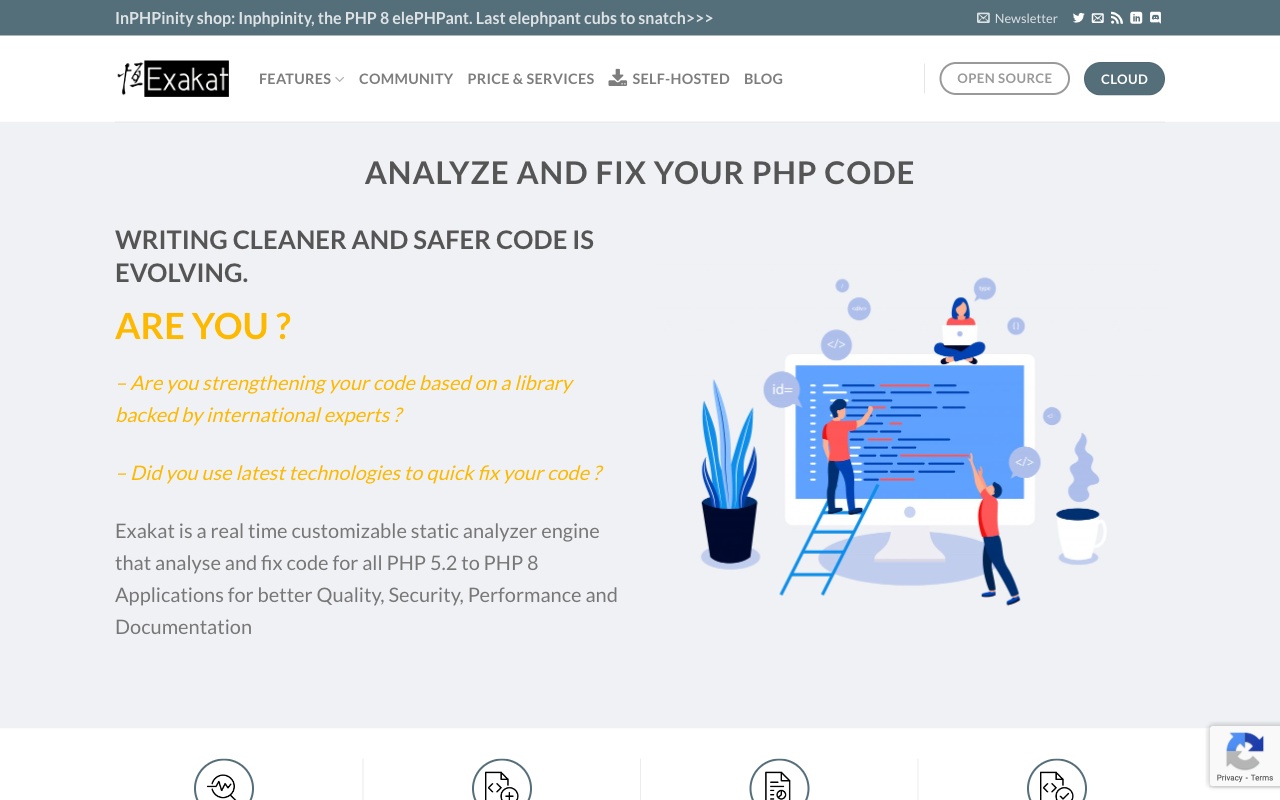 InPHPinity shop: Inphpinity, the PHP 8 elePHPant. Last elephpant cubs to snatch>>>
Newsletter
Exakat
FEATURES
COMMUNITY
PRICE & SERVICES
SELF-HOSTED
BLOG
OPEN SOURCE
CLOUD
ANALYZE AND FIX YOUR PHP CODE
WRITING CLEANER AND SAFER CODE IS
EVOLVING.
ARE YOU ?
– Are you strengthening your code based on a library
backed by international experts ?
– Did you use latest technologies to quick fix your code ?
Exakat is a real time customizable static analyzer engine
that analyse and fix code for all PHP 5.2 to PHP 8
Applications for better Quality, Security, Performance and
Documentation
type
</>
id=
</>
Privacy - Terms